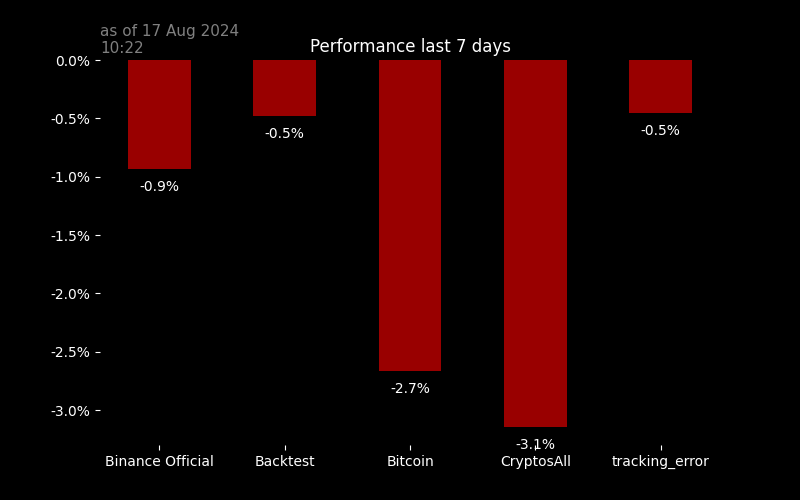 as of 17 Aug 2024
10:22
Performance last 7 days
0.0%
-0.5%
-1.0%
-1.5%
-2.0%
-2.5%
-3.0%
-0.9%
-0.5%
-2.7%
-3.1%
-0.5%
Binance Official
Backtest
Bitcoin
CryptosAll
tracking_error